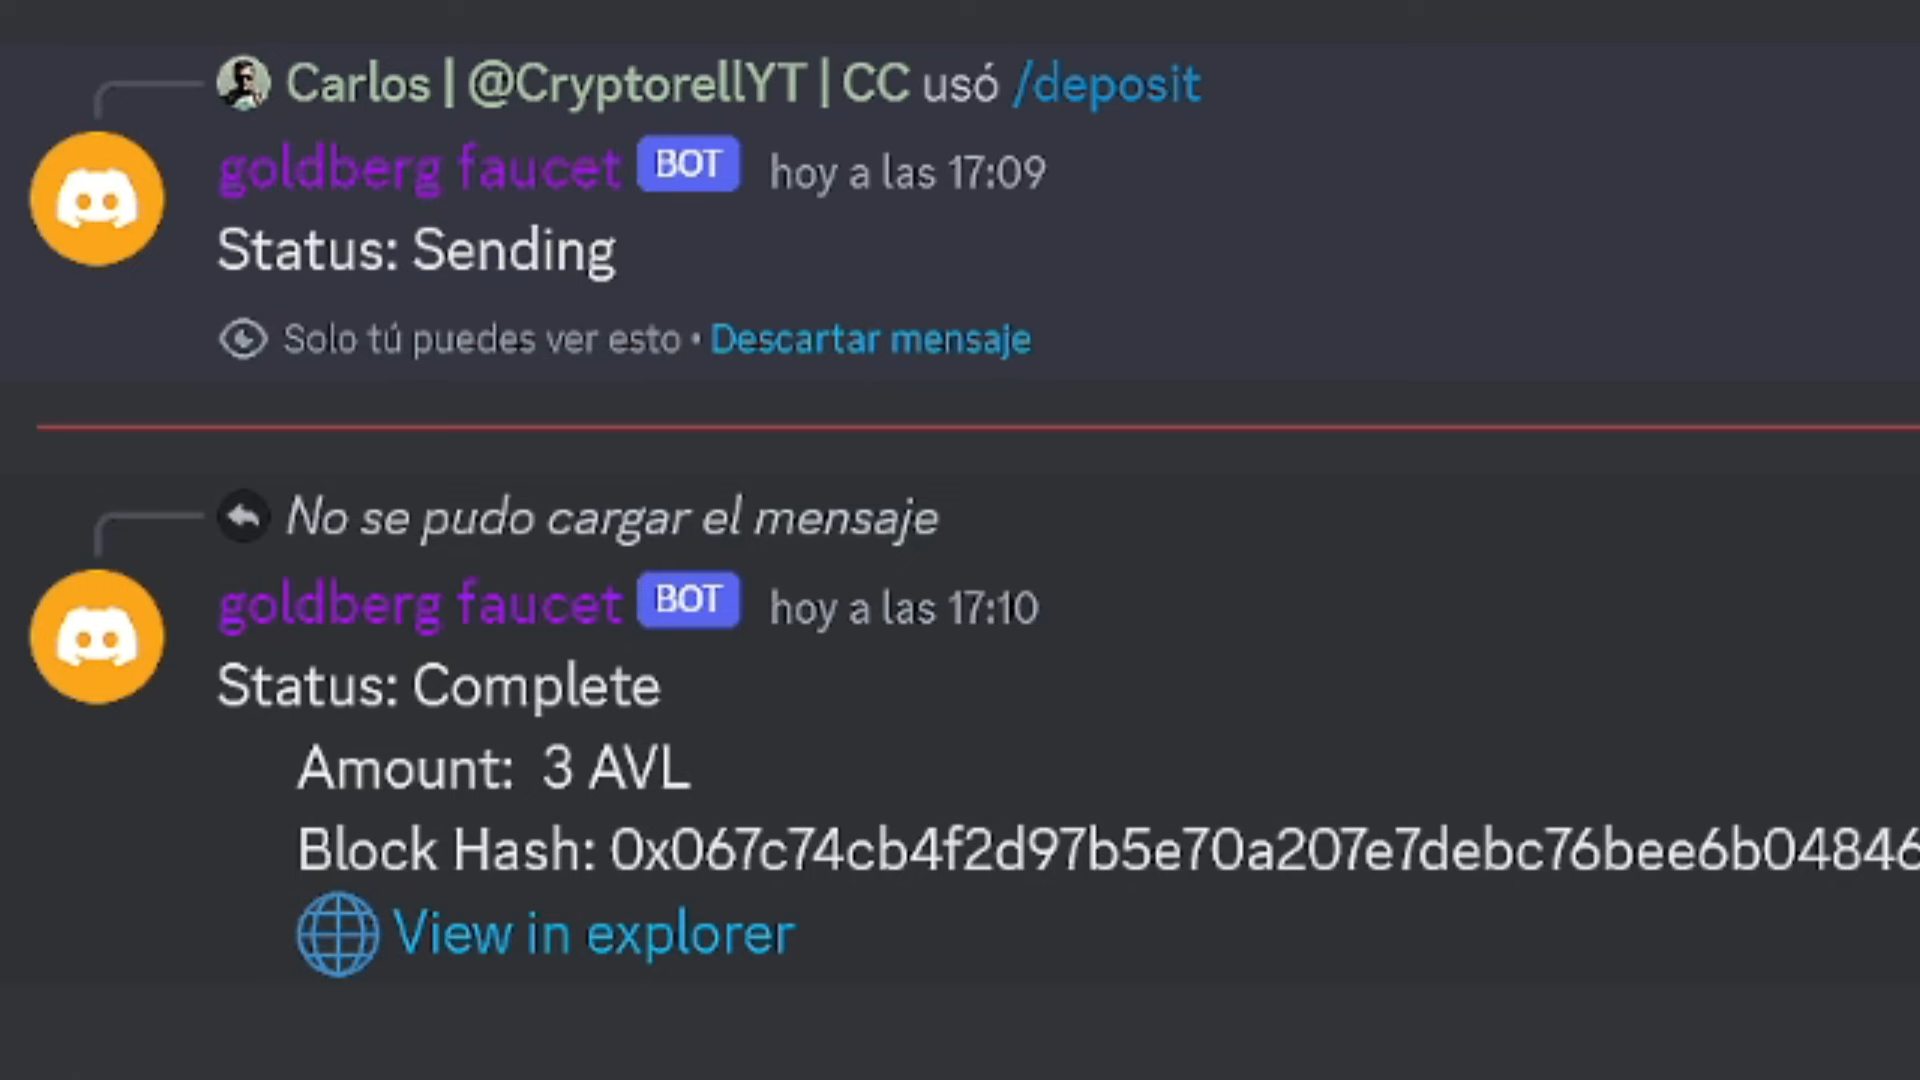 Carlos | @CryptorellYT | CC usó /deposit
goldberg faucet BOT hoy a las 17:09
Status: Sending
Solo tú puedes ver esto • Descartar mensaje
No se pudo cargar el mensaje
goldberg faucet BOT hoy a las 17:10
Status: Complete
Amount: 3 AVL
Block Hash: 0x067c74cb4f2d97b5e70a207e7debc76bee6b04846
View in explorer